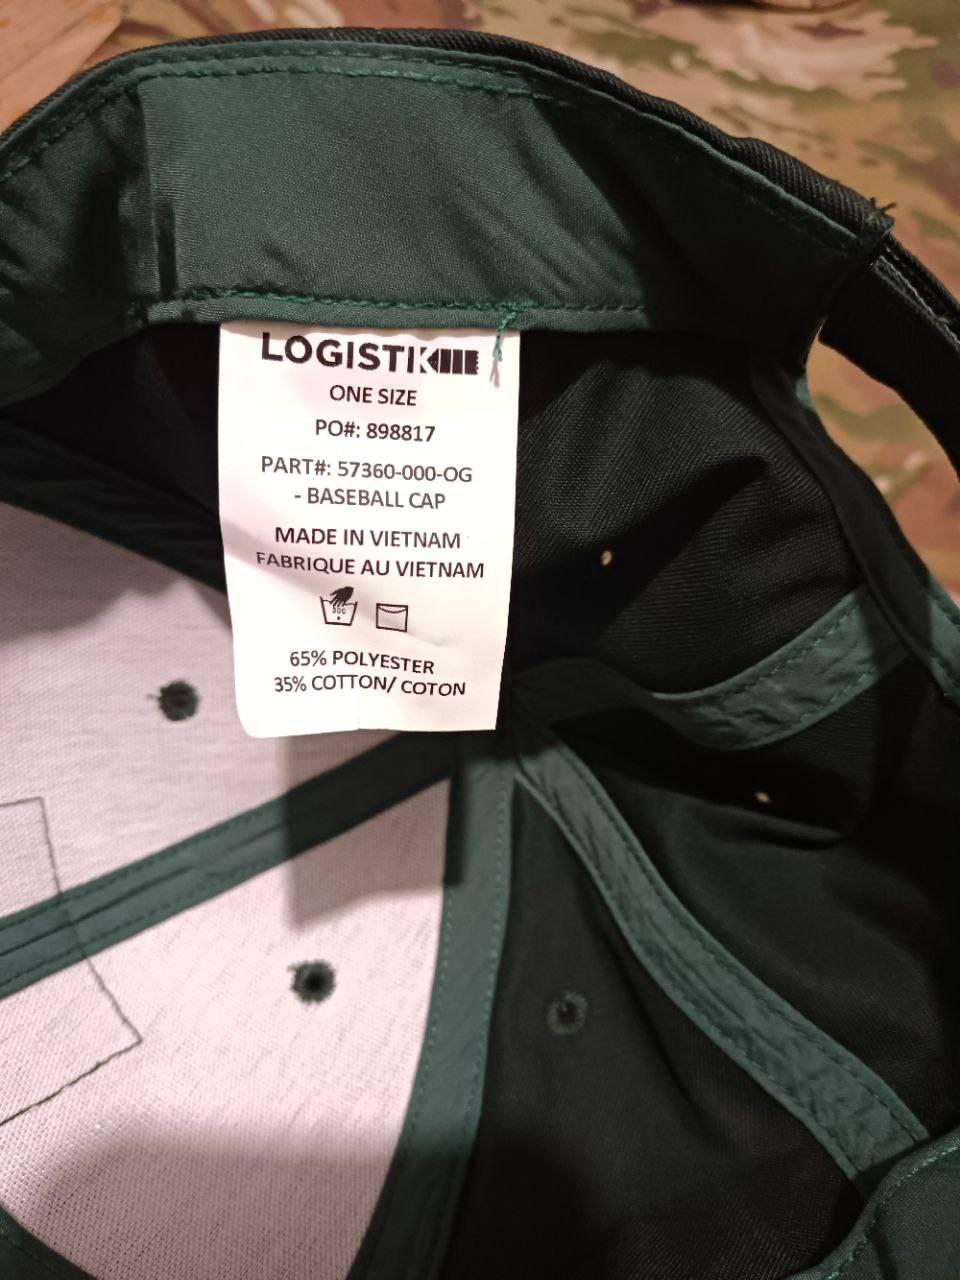 LOGISTIK
ONE SIZE
PO#: 898817
PART#: 57360-000-OG
- BASEBALL CAP
MADE IN VIETNAM
FABRIQUE AU VIETNAM
30C
65% POLYESTER
35% COTTON/ COTON